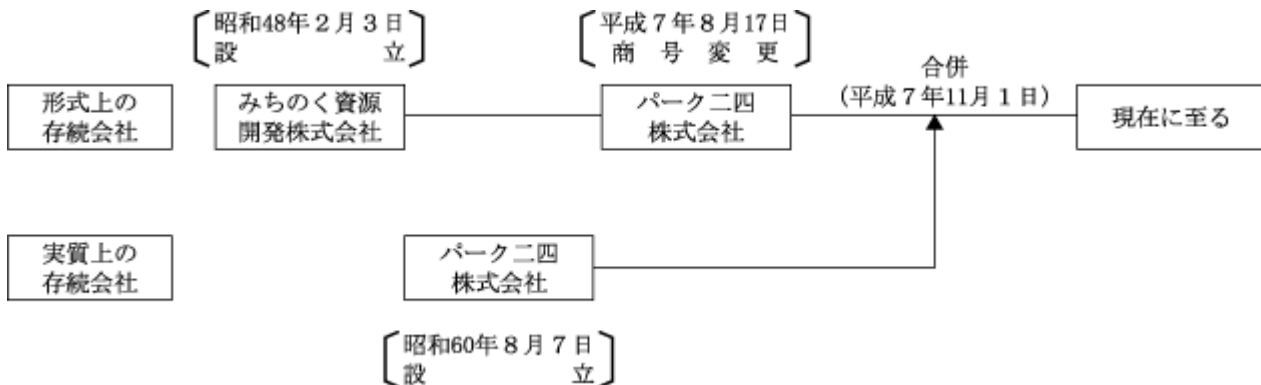 昭和48年２月３日
設立
平成７年８月17日
商号変更
合併
（平成７年11月１日）
形式上の
存続会社
みちのく資源
開発株式会社
パーク二四
株式会社
現在に至る
実質上の
存続会社
パーク二四
株式会社
昭和60年８月７日
設立